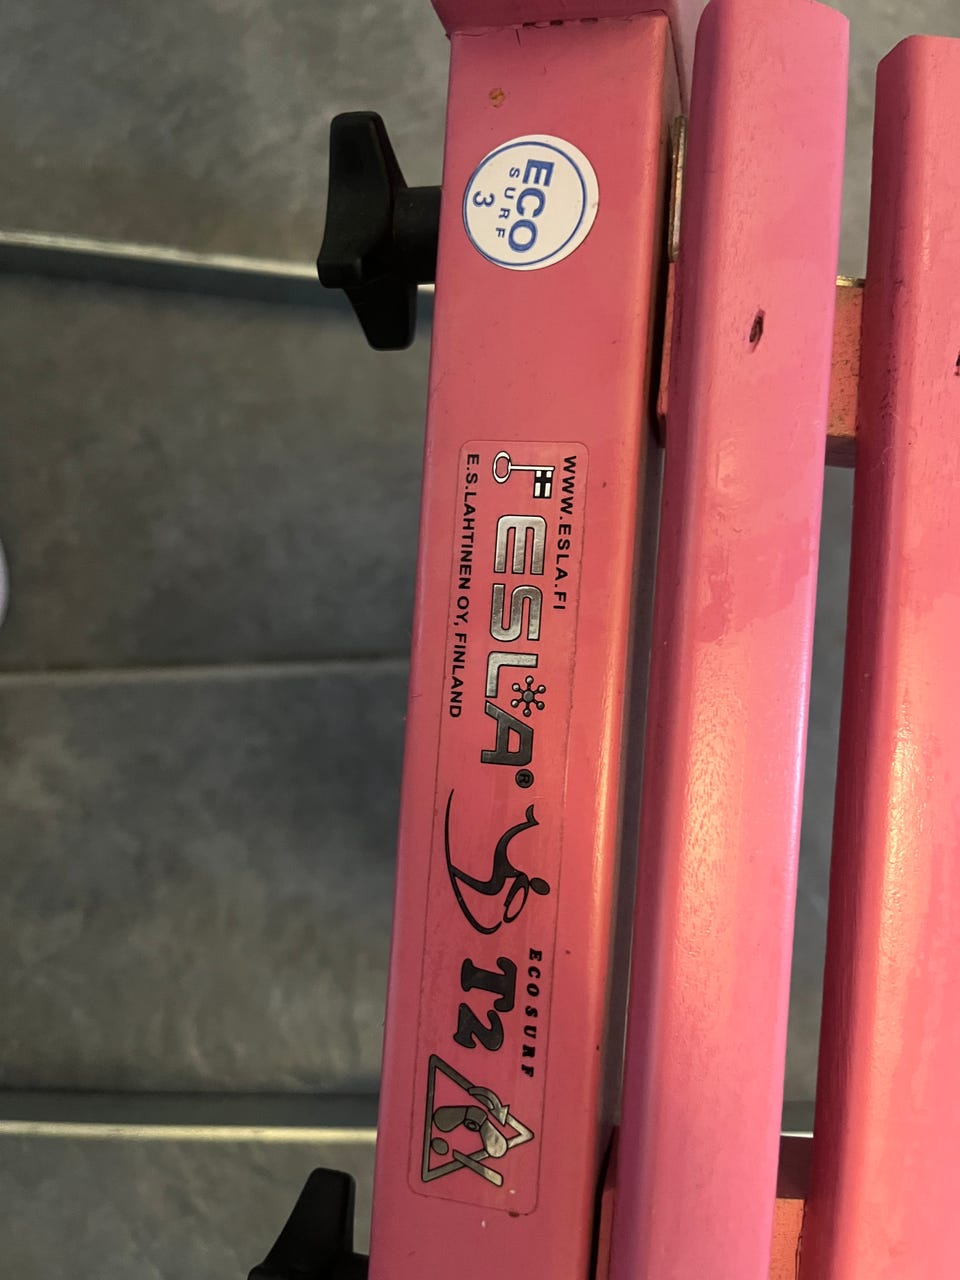 ECO
SURF
3
WWW.ESLA.FI
ESLA®
E.S.LAHTINEN OY, FINLAND
ECOSURF
T2